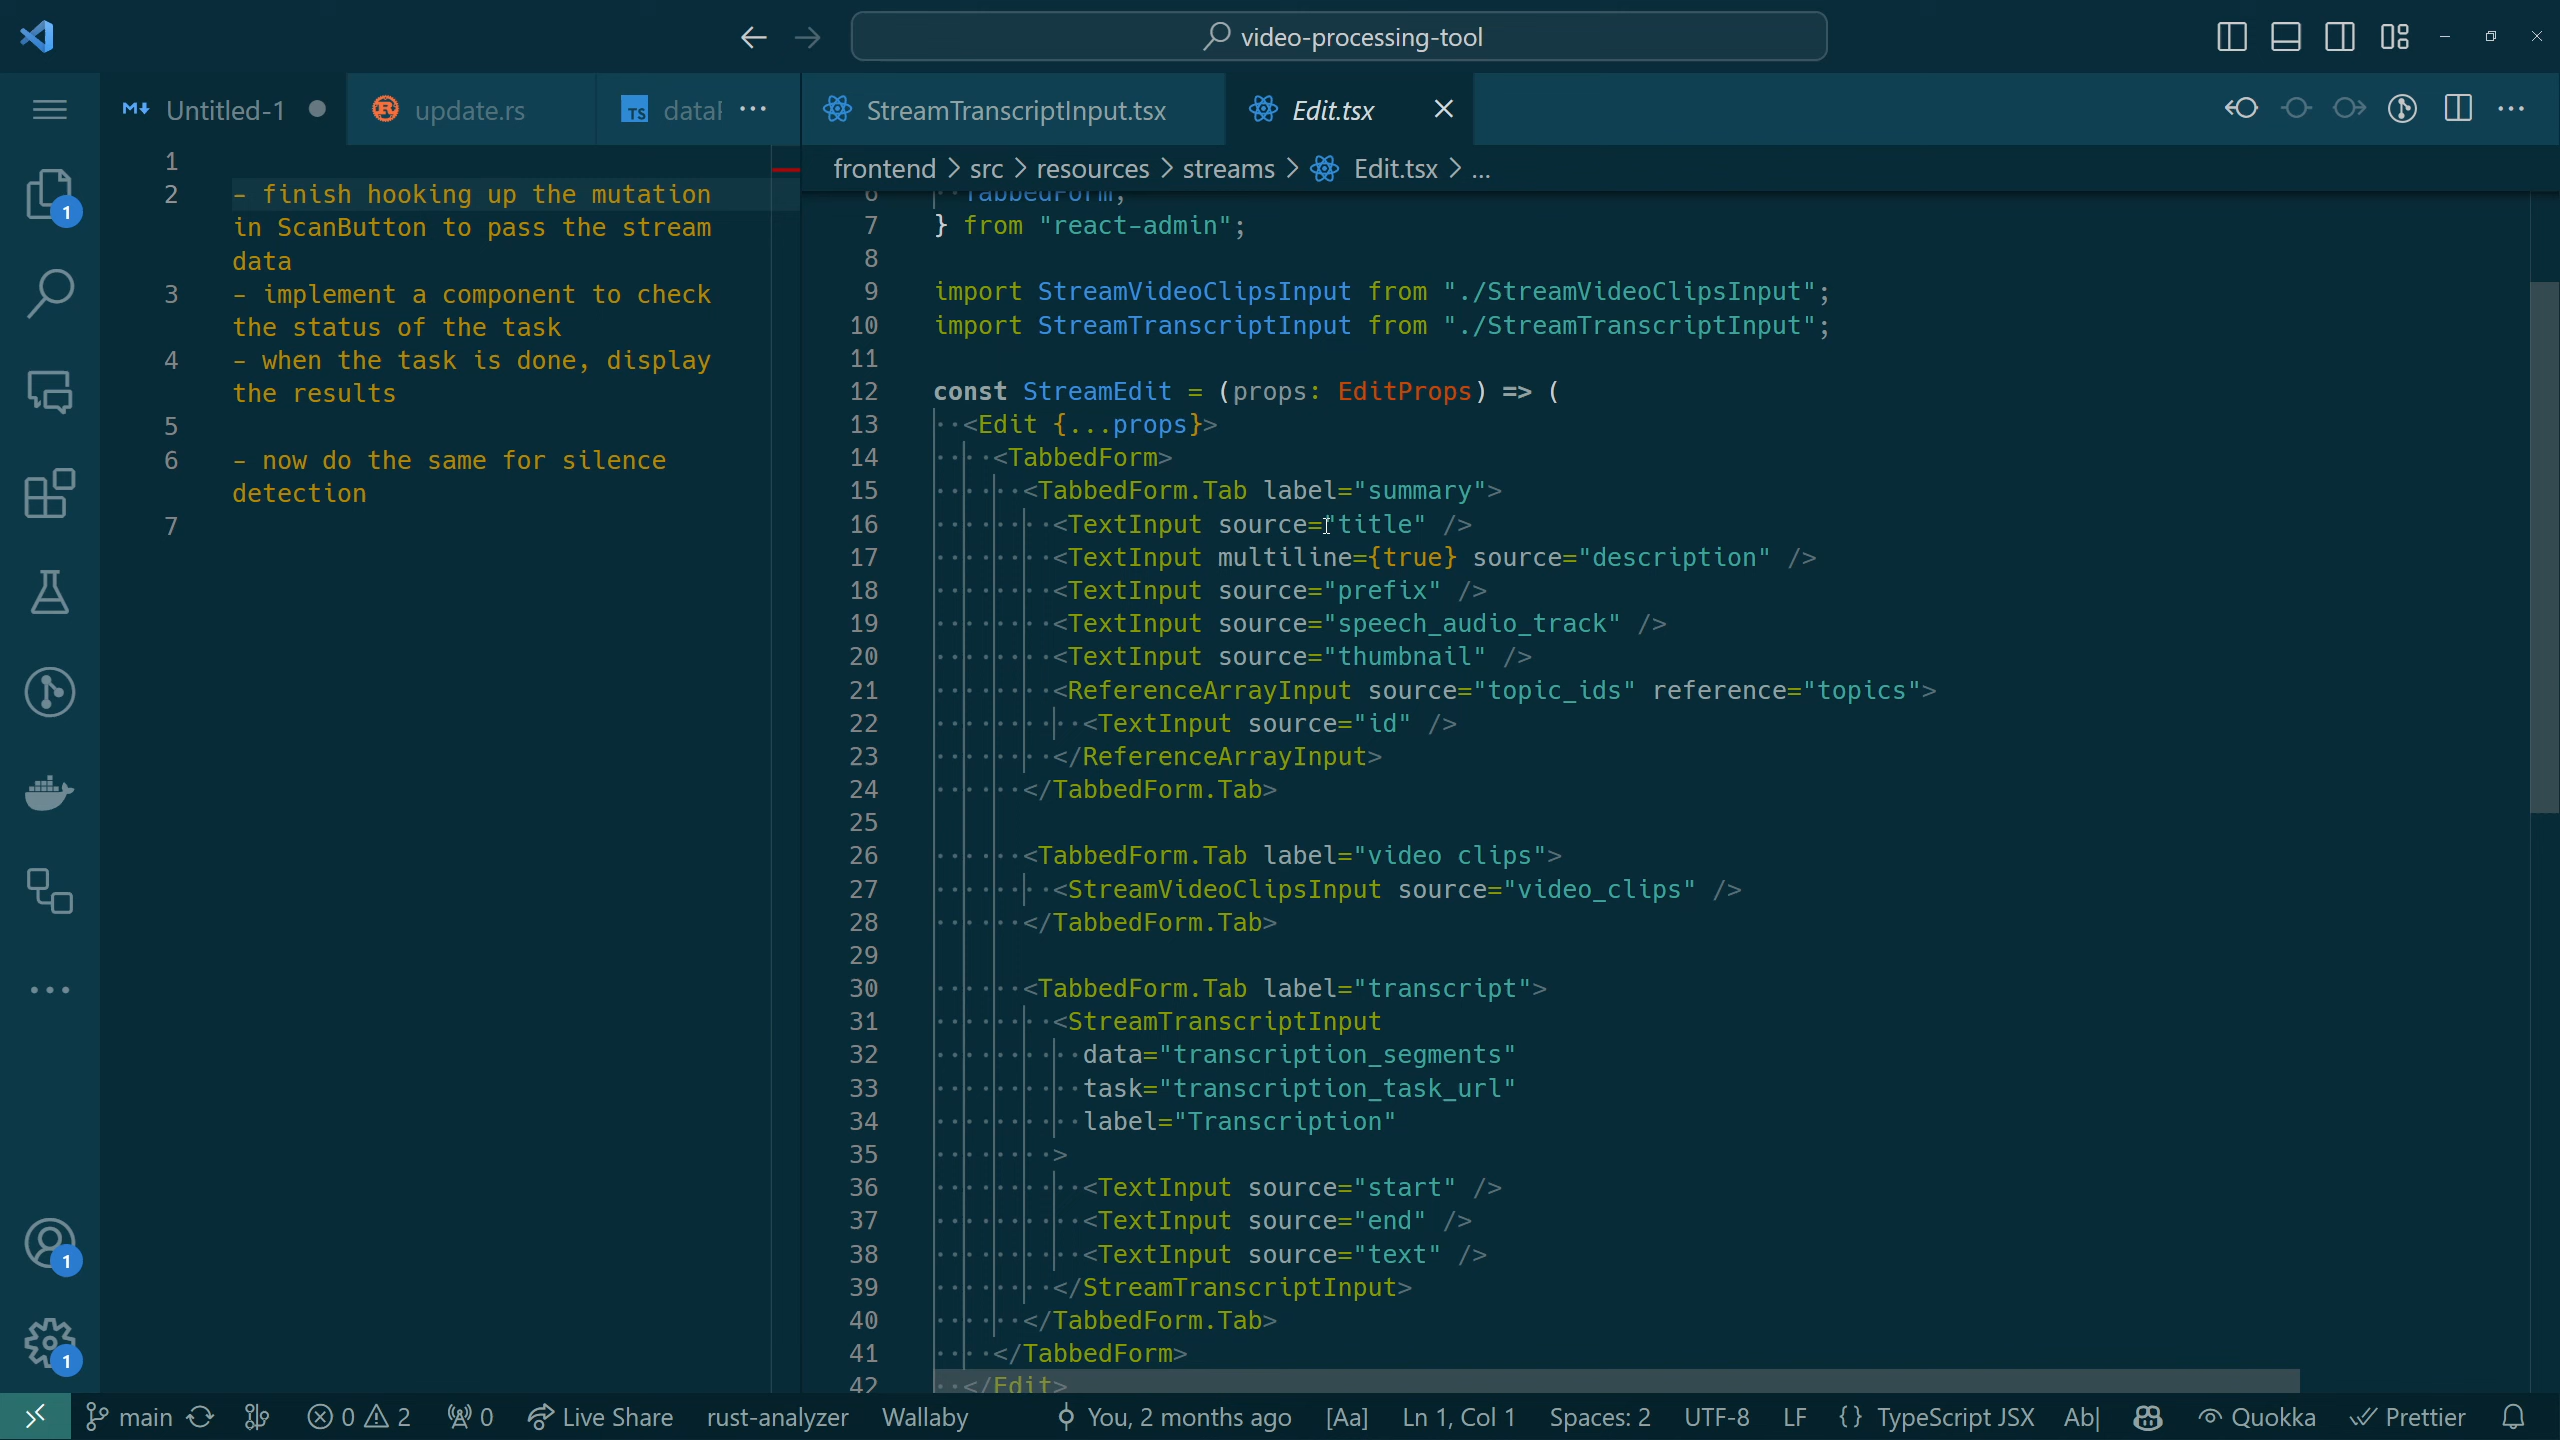 video-processing-tool
Untitled-1
update.rs
dataP
StreamTranscriptInput.tsx
Edit.tsx
frontend > src > resources > streams > Edit.tsx > ...
1
2 - finish hooking up the mutation
in ScanButton to pass the stream
data
3 - implement a component to check
the status of the task
4 - when the task is done, display
the results
5
6 - now do the same for silence
detection
7
6 TabbedForm,
7 } from "react-admin";
8
9 import StreamVideoClipsInput from "./StreamVideoClipsInput";
10 import StreamTranscriptInput from "./StreamTranscriptInput";
11
12 const StreamEdit = (props: EditProps) => (
13 <Edit {...props}>
14 <TabbedForm>
15 <TabbedForm.Tab label="summary">
16 <TextInput source="title" />
17 <TextInput multiline={true} source="description" />
18 <TextInput source="prefix" />
19 <TextInput source="speech_audio_track" />
20 <TextInput source="thumbnail" />
21 <ReferenceArrayInput source="topic_ids" reference="topics">
22 <TextInput source="id" />
23 </ReferenceArrayInput>
24 </TabbedForm.Tab>
25
26 <TabbedForm.Tab label="video clips">
27 <StreamVideoClipsInput source="video_clips" />
28 </TabbedForm.Tab>
29
30 <TabbedForm.Tab label="transcript">
31 <StreamTranscriptInput
32 data="transcription_segments"
33 task="transcription_task_url"
34 label="Transcription"
35 >
36 <TextInput source="start" />
37 <TextInput source="end" />
38 <TextInput source="text" />
39 </StreamTranscriptInput>
40 </TabbedForm.Tab>
41 </TabbedForm>
42 </Edit>
1
1
1
main 0 2 0 Live Share rust-analyzer Wallaby You, 2 months ago [Aa] Ln 1, Col 1 Spaces: 2 UTF-8 LF {} TypeScript JSX Ab| Quokka Prettier